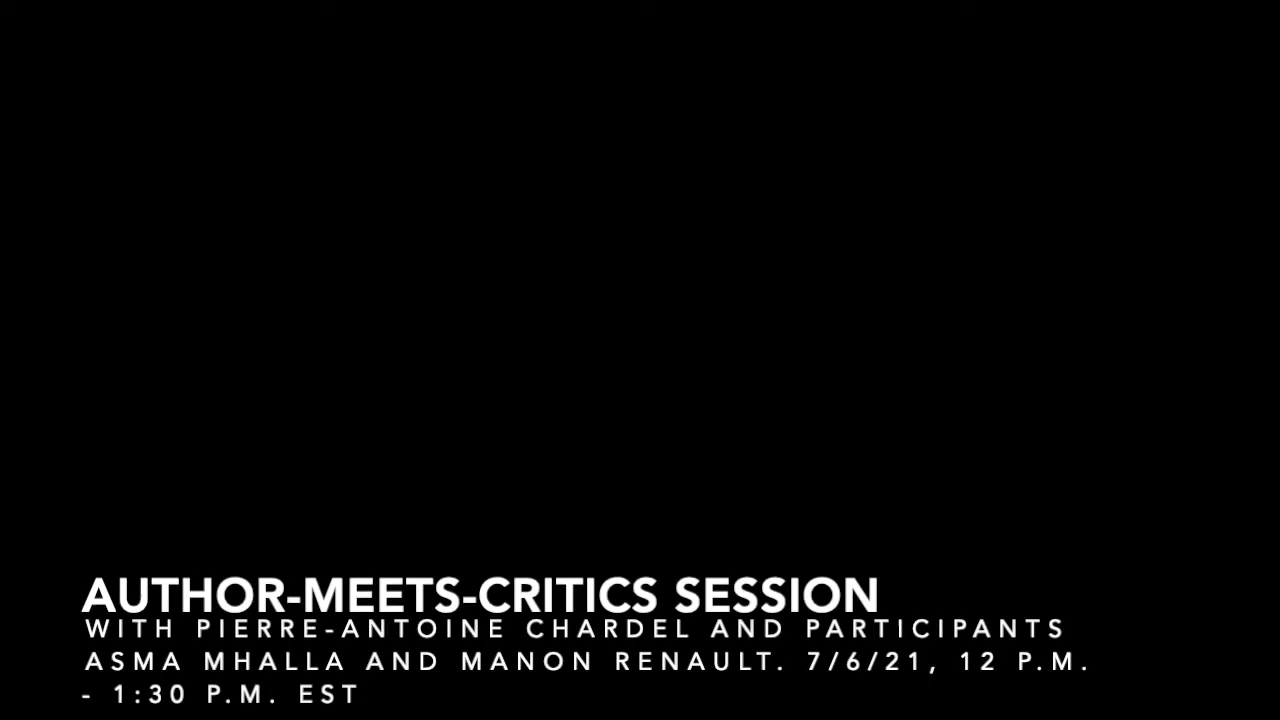 AUTHOR-MEETS-CRITICS SESSION
WITH PIERRE-ANTOINE CHARDEL AND PARTICIPANTS
ASMA MHALLA AND MANON RENAULT. 7/6/21, 12 P.M.
- 1:30 P.M. EST